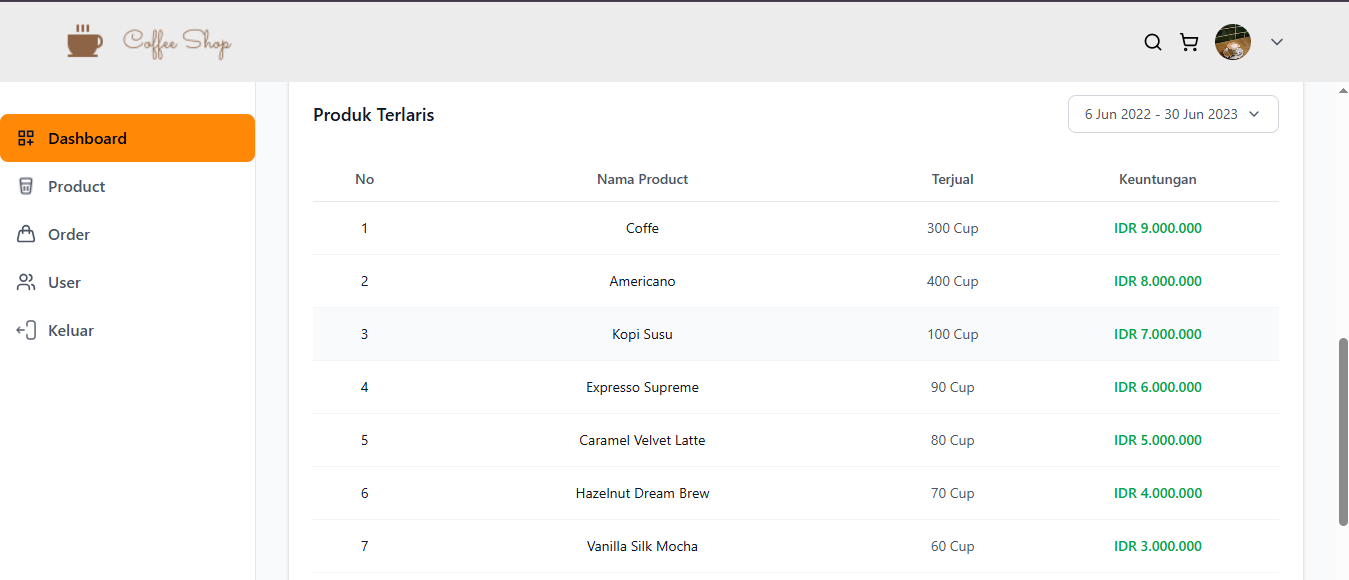 Coffee Shop
Dashboard
Product
Order
User
Keluar
Produk Terlaris
6 Jun 2022 - 30 Jun 2023
No Nama Product Terjual Keuntungan
1 Coffe 300 Cup IDR 9.000.000
2 Americano 400 Cup IDR 8.000.000
3 Kopi Susu 100 Cup IDR 7.000.000
4 Expresso Supreme 90 Cup IDR 6.000.000
5 Caramel Velvet Latte 80 Cup IDR 5.000.000
6 Hazelnut Dream Brew 70 Cup IDR 4.000.000
7 Vanilla Silk Mocha 60 Cup IDR 3.000.000